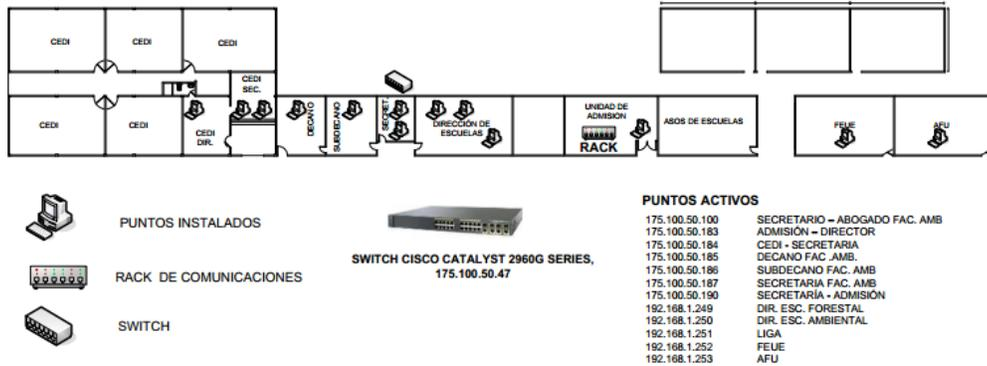 CEDI
CEDI
CEDI
CEDI SEC.
CEDI
CEDI
CEDI DIR.
DECANO
SUBDECANO
SECRET.
DIRECCIÓN DE ESCUELAS
UNIDAD DE ADMISION
RACK
ASOS DE ESCUELAS
FEUE
AFU
PUNTOS INSTALADOS
RACK DE COMUNICACIONES
SWITCH
SWITCH CISCO CATALYST 2960G SERIES,
175.100.50.47
PUNTOS ACTIVOS
175.100.50.100 SECRETARIO – ABOGADO FAC. AMB
175.100.50.183 ADMISIÓN – DIRECTOR
175.100.50.184 CEDI - SECRETARIA
175.100.50.185 DECANO FAC .AMB.
175.100.50.186 SUBDECANO FAC. AMB
175.100.50.187 SECRETARIA FAC. AMB
175.100.50.190 SECRETARÍA - ADMISIÓN
192.168.1.249 DIR. ESC. FORESTAL
192.168.1.250 DIR. ESC. AMBIENTAL
192.168.1.251 LIGA
192.168.1.252 FEUE
192.168.1.253 AFU